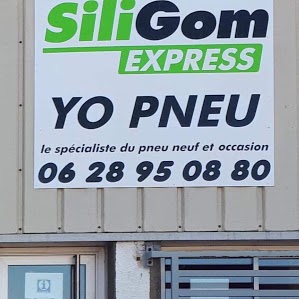 SiliGom
EXPRESS
YO PNEU
le spécialiste du pneu neuf et occasion
06 28 95 08 80